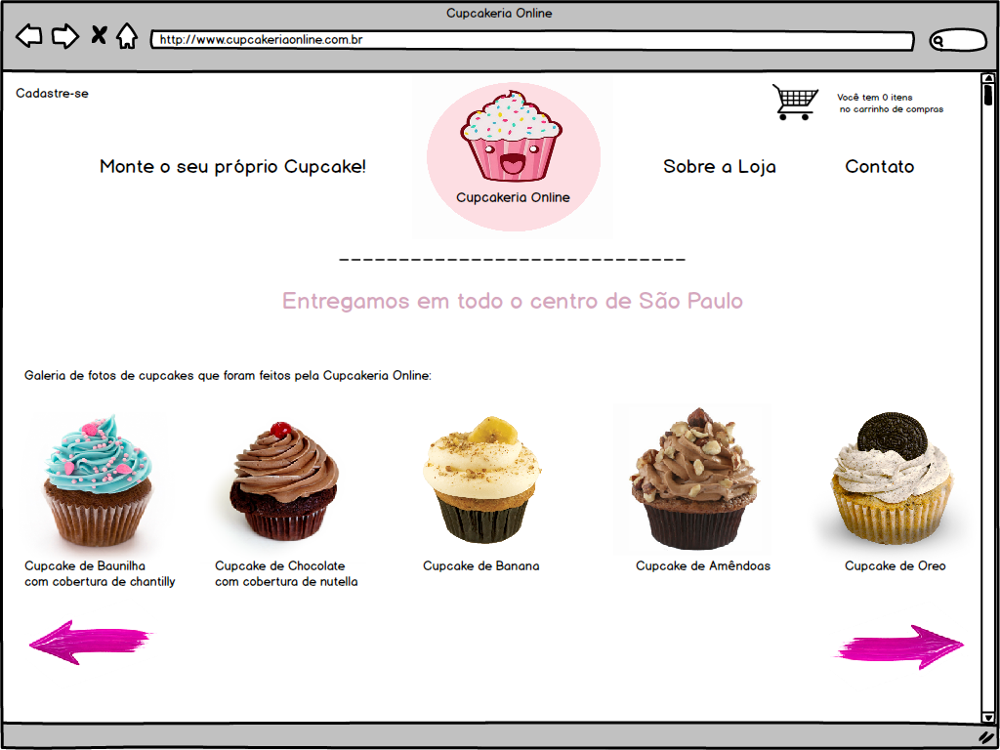 Cupcakeria Online
http://www.cupcakeriaonline.com.br
Cadastre-se
Você tem 0 itens
no carrinho de compras
Monte o seu próprio Cupcake!
Cupcakeria Online
Sobre a Loja
Contato
Entregamos em todo o centro de São Paulo
Galeria de fotos de cupcakes que foram feitos pela Cupcakeria Online:
Cupcake de Baunilha
com cobertura de chantilly
Cupcake de Chocolate
com cobertura de nutella
Cupcake de Banana
Cupcake de Amêndoas
Cupcake de Oreo